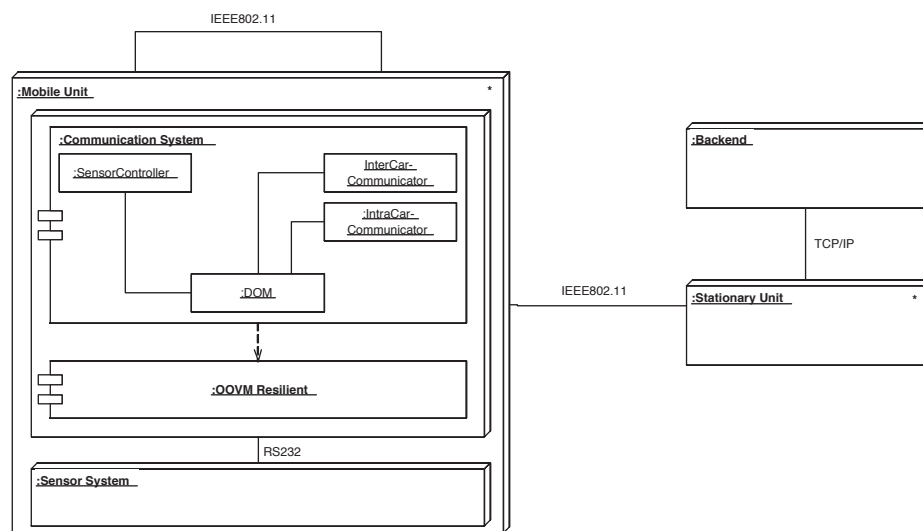 IEEE802.11
:Mobile Unit *
:Communication System
:SensorController
InterCar-
Communicator
:IntraCar-
Communicator
:DOM
:OOVM Resilient
RS232
:Sensor System
IEEE802.11
:Backend
TCP/IP
:Stationary Unit *